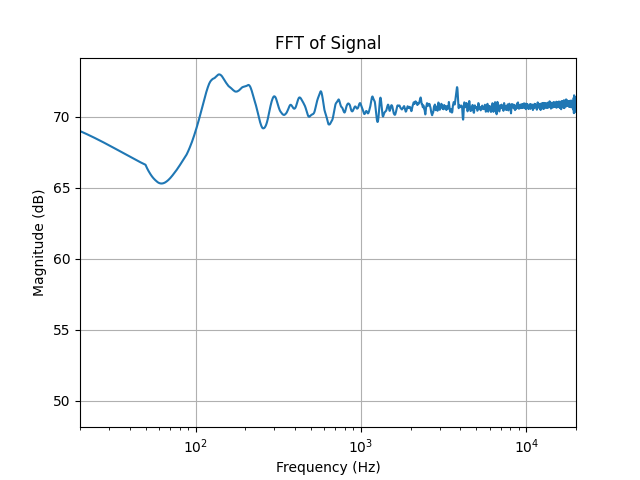 FFT of Signal
Magnitude (dB)
70
65
60
55
50
10²
10³
10⁴
Frequency (Hz)